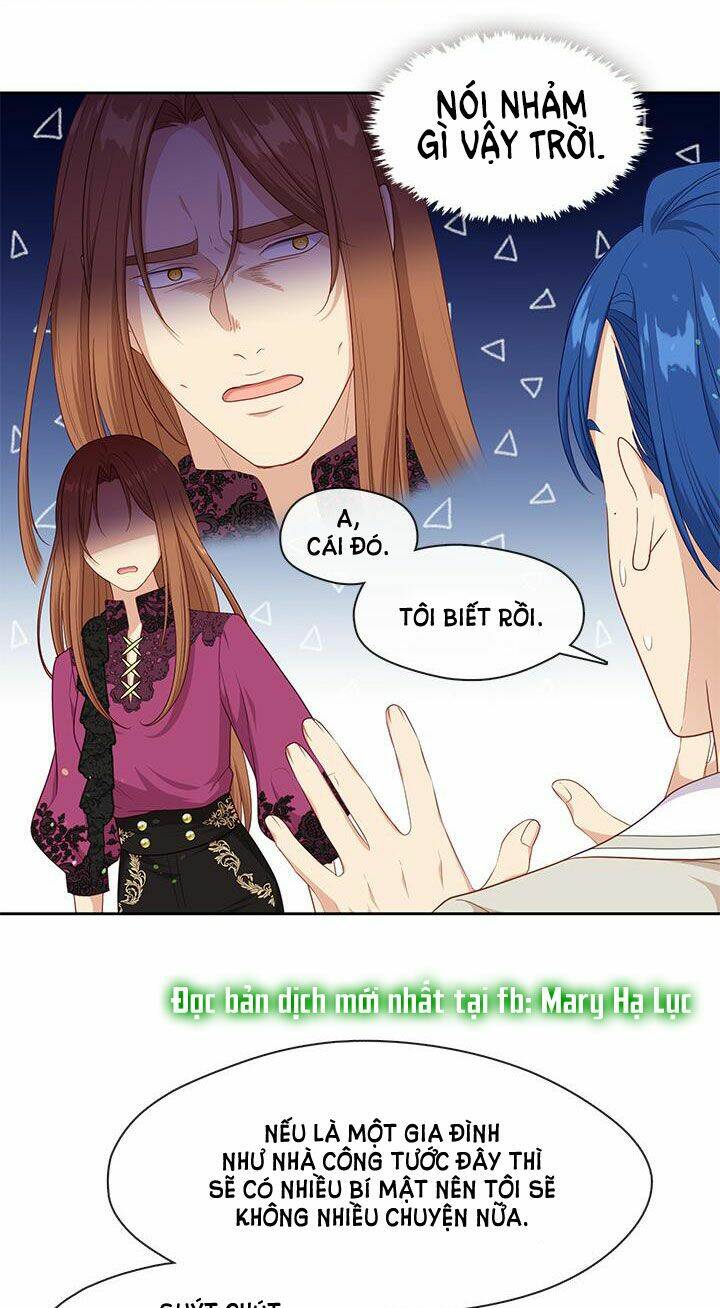 NÓI NHẢM
GÌ VẬY TRỜI.
A,
CÁI ĐÓ.
TÔI BIẾT RỒI.
Đọc bản dịch mới nhất tại fb: Mary Hạ Lục
NẾU LÀ MỘT GIA ĐÌNH
NHƯ NHÀ CÔNG TƯỚC ĐÂY THÌ
SẼ CÓ NHIỀU BÍ MẬT NÊN TÔI SẼ
KHÔNG NHIỀU CHUYỆN NỮA.
SUÝT CHÚT